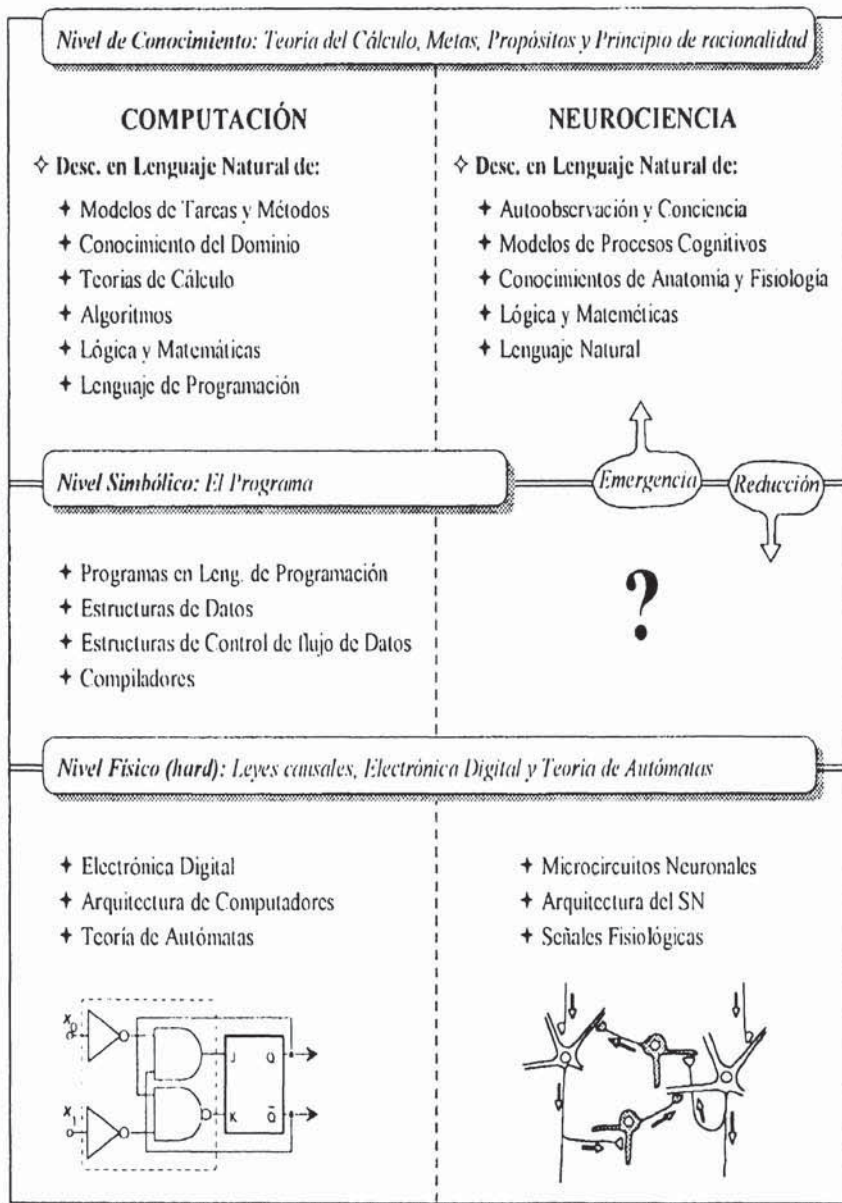 Nivel de Conocimiento: Teoría del Cálculo, Metas, Propósitos y Principio de racionalidad
COMPUTACIÓN
✧ Desc. en Lenguaje Natural de:
✦ Modelos de Tareas y Métodos
✦ Conocimiento del Dominio
✦ Teorías de Cálculo
✦ Algoritmos
✦ Lógica y Matemáticas
✦ Lenguaje de Programación
NEUROCIENCIA
✧ Desc. en Lenguaje Natural de:
✦ Autoobservación y Conciencia
✦ Modelos de Procesos Cognitivos
✦ Conocimientos de Anatomía y Fisiología
✦ Lógica y Mateméticas
✦ Lenguaje Natural
Nivel Simbólico: El Programa
Emergencia
Reducción
✦ Programas en Leng. de Programación
✦ Estructuras de Datos
✦ Estructuras de Control de flujo de Datos
✦ Compiladores
?
Nivel Físico (hard): Leyes causales, Electrónica Digital y Teoría de Autómatas
✦ Electrónica Digital
✦ Arquitectura de Computadores
✦ Teoría de Autómatas
✦ Microcircuitos Neuronales
✦ Arquitectura del SN
✦ Señales Fisiológicas
X0
J Q
X1
K Q̄